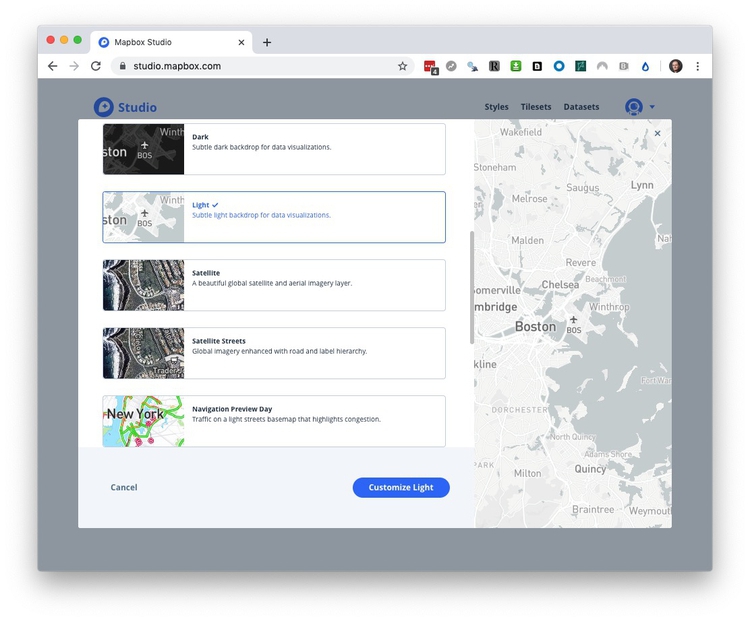 Mapbox Studio
studio.mapbox.com
4
Studio
Styles Tilesets Datasets
Winth
ston
BOS
Dark
Subtle dark backdrop for data visualizations.
Winth
ston
BOS
Light
Subtle light backdrop for data visualizations.
Satellite
A beautiful global satellite and aerial imagery layer.
Trader
Satellite Streets
Global imagery enhanced with road and label hierarchy.
New York
Navigation Preview Day
Traffic on a light streets basemap that highlights congestion.
Cancel
Customize Light
Wakefield
Stoneham
Saugus
Lynn
Melrose
Malden
Nah
Revere
Beachmont
Chelsea
omerville
mbridge
Winthrop
Boston
BOS
kline
Fort War
DORCHESTER
North Quincy
Adams Shore
PARK
Milton
Quincy
Braintree
Weymout